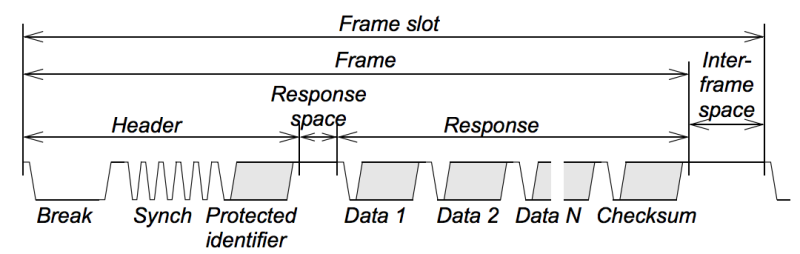 Frame slot
Frame
Inter-
frame
space
Response
space
Header
Response
Break
Synch
Protected
identifier
Data 1
Data 2
Data N
Checksum